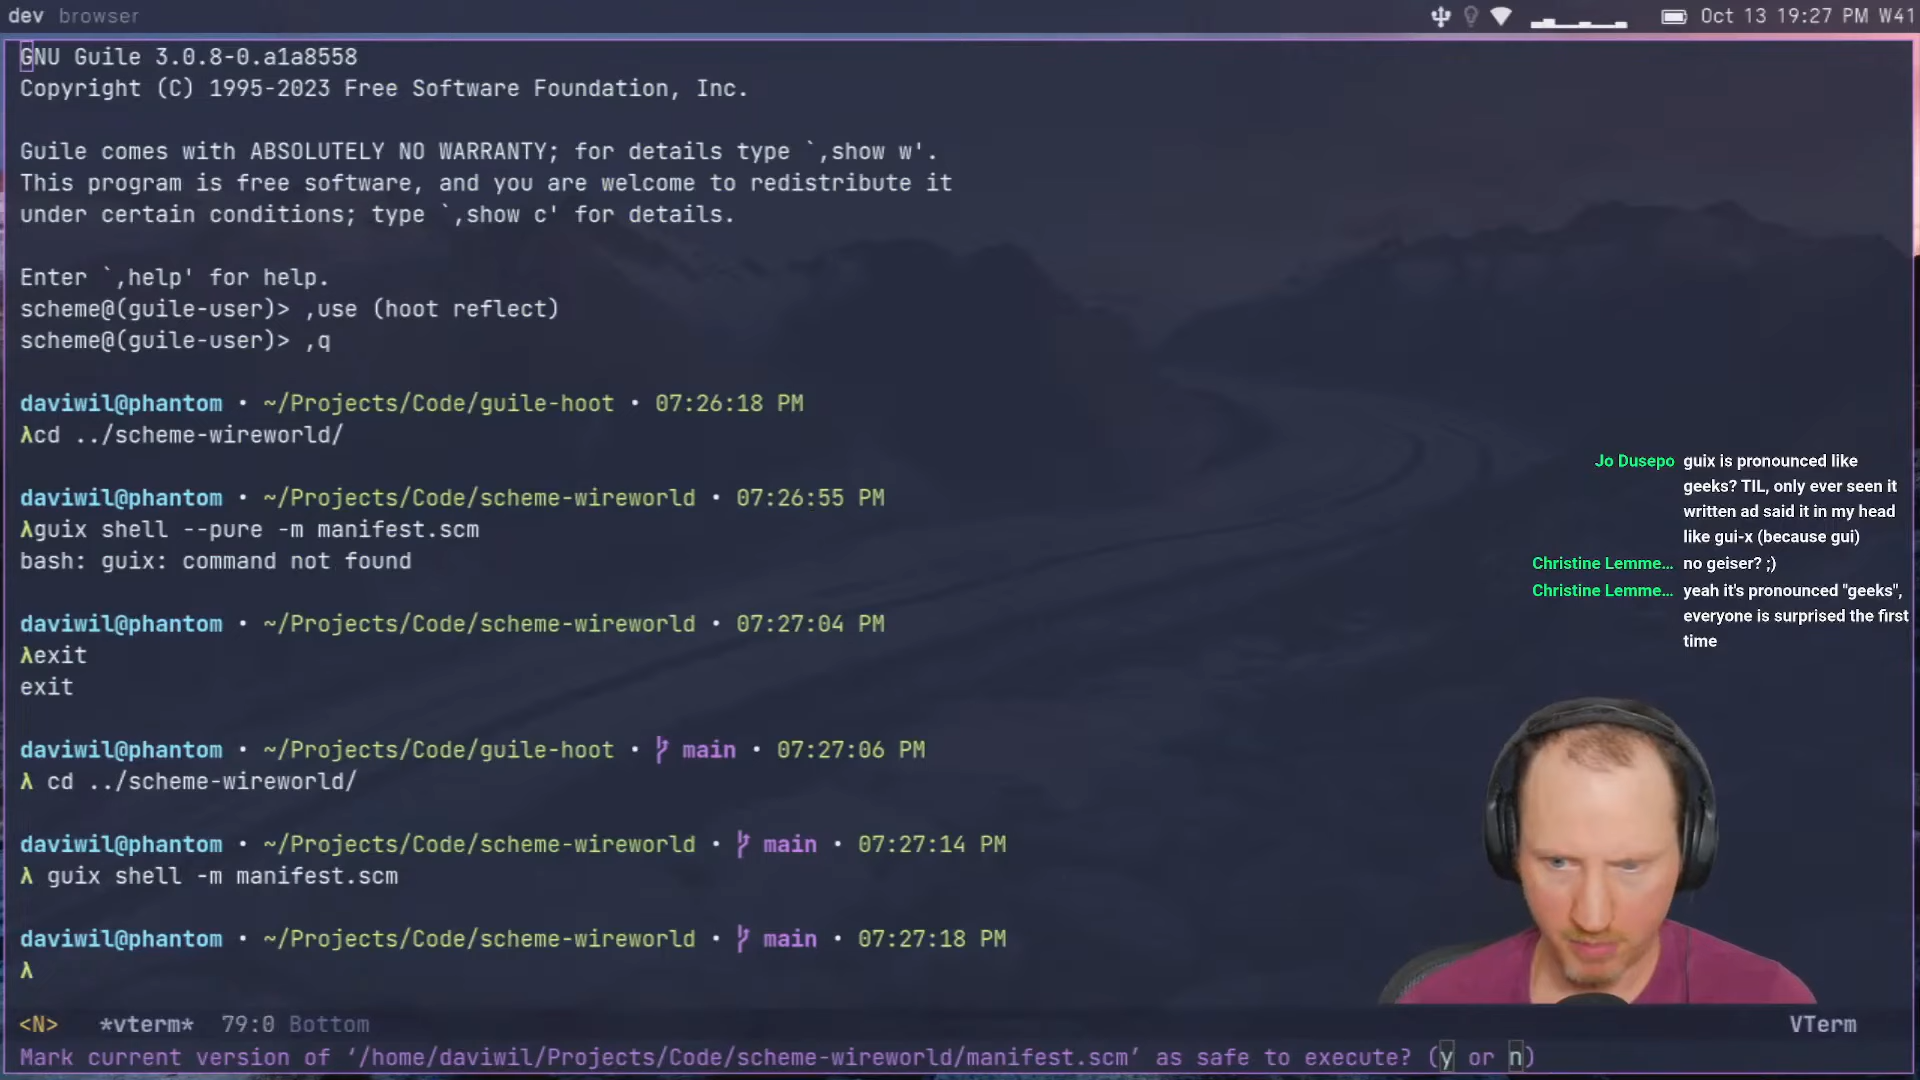 dev browser
Oct 13 19:27 PM W41
GNU Guile 3.0.8-0.a1a8558
Copyright (C) 1995-2023 Free Software Foundation, Inc.
Guile comes with ABSOLUTELY NO WARRANTY; for details type `,show w'.
This program is free software, and you are welcome to redistribute it
under certain conditions; type `,show c' for details.
Enter `,help' for help.
scheme@(guile-user)> ,use (hoot reflect)
scheme@(guile-user)> ,q
daviwil@phantom • ~/Projects/Code/guile-hoot • 07:26:18 PM
λcd ../scheme-wireworld/
daviwil@phantom • ~/Projects/Code/scheme-wireworld • 07:26:55 PM
λguix shell --pure -m manifest.scm
bash: guix: command not found
daviwil@phantom • ~/Projects/Code/scheme-wireworld • 07:27:04 PM
λexit
exit
daviwil@phantom • ~/Projects/Code/guile-hoot • main • 07:27:06 PM
λ cd ../scheme-wireworld/
daviwil@phantom • ~/Projects/Code/scheme-wireworld • main • 07:27:14 PM
λ guix shell -m manifest.scm
daviwil@phantom • ~/Projects/Code/scheme-wireworld • main • 07:27:18 PM
λ
Jo Dusepo guix is pronounced like
geeks? TIL, only ever seen it
written ad said it in my head
like gui-x (because gui)
Christine Lemme... no geiser? ;)
Christine Lemme... yeah it's pronounced "geeks",
everyone is surprised the first
time
<N> *vterm* 79:0 Bottom
VTerm
Mark current version of ‘/home/daviwil/Projects/Code/scheme-wireworld/manifest.scm’ as safe to execute? (y or n)